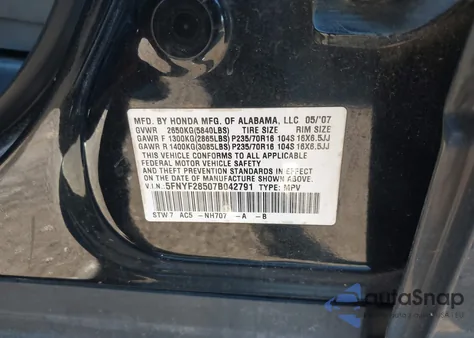 MFD. BY HONDA MFG. OF ALABAMA, LLC 05/'07
GVWR 2650KG(5840LBS) TIRE SIZE RIM SIZE
GAWR F 1300KG(2865LBS)P235/70R16 104S 16X6.5JJ
GAWR R 1400KG(3085LBS)P235/70R16 104S 16X6.5JJ
THIS VEHICLE CONFORMS TO ALL APPLICABLE
FEDERAL MOTOR VEHICLE SAFETY AND
THEFT PREVENTION STANDARDS IN EFFECT ON
THE DATE OF MANUFACTURE SHOWN ABOVE.
V.I.N. 5FNYF28507B042791 TYPE: MPV
STW7 AC5 -NH707 -A -B
autoSnap